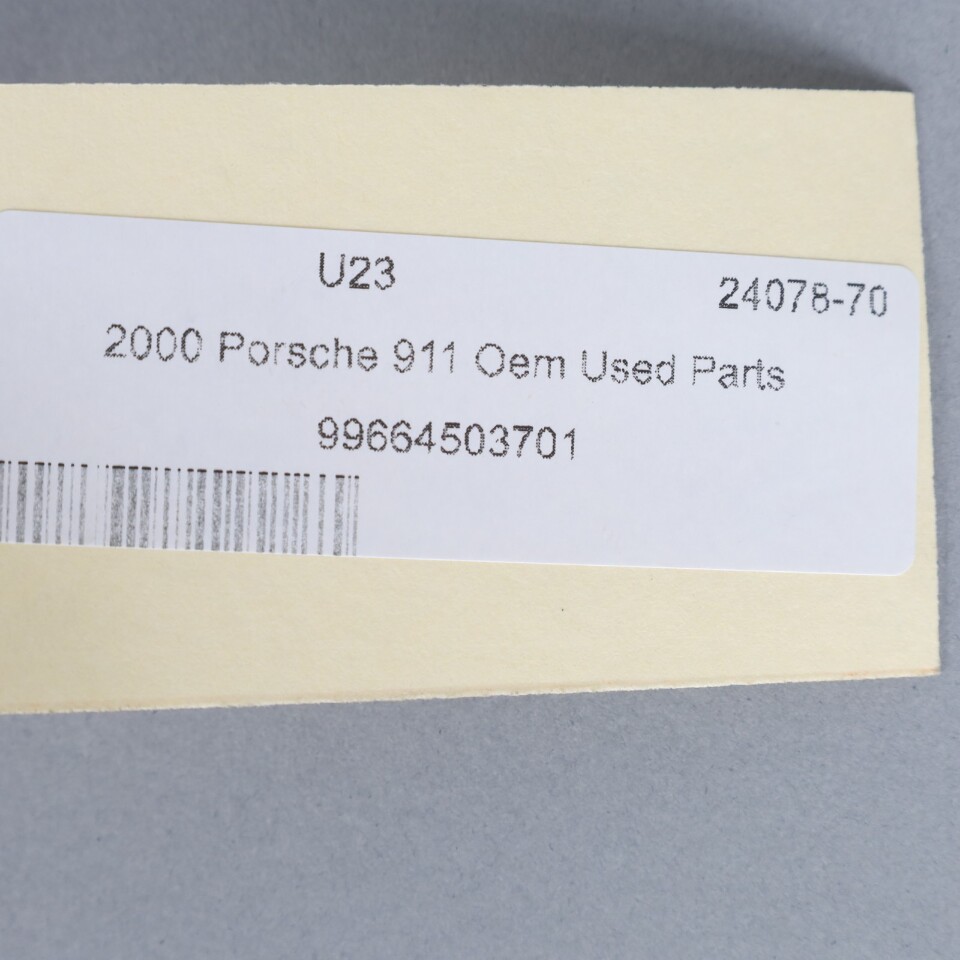 U23 24078-70
2000 Porsche 911 Oem Used Parts
99664503701